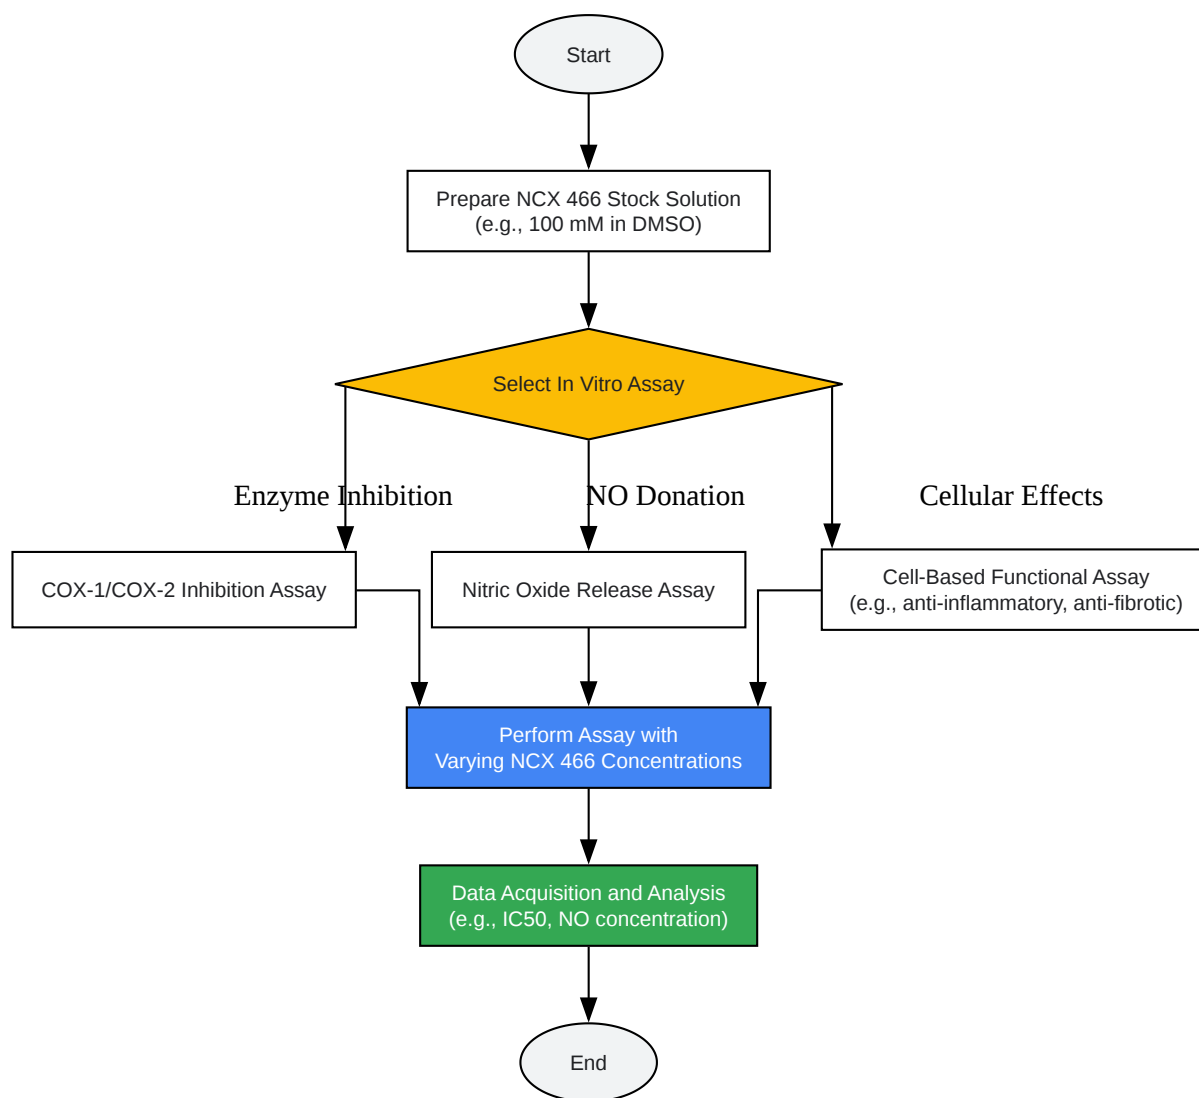 Start
Prepare NCX 466 Stock Solution
(e.g., 100 mM in DMSO)
Select In Vitro Assay
Enzyme Inhibition
NO Donation
Cellular Effects
COX-1/COX-2 Inhibition Assay
Nitric Oxide Release Assay
Cell-Based Functional Assay
(e.g., anti-inflammatory, anti-fibrotic)
Perform Assay with
Varying NCX 466 Concentrations
Data Acquisition and Analysis
(e.g., IC50, NO concentration)
End